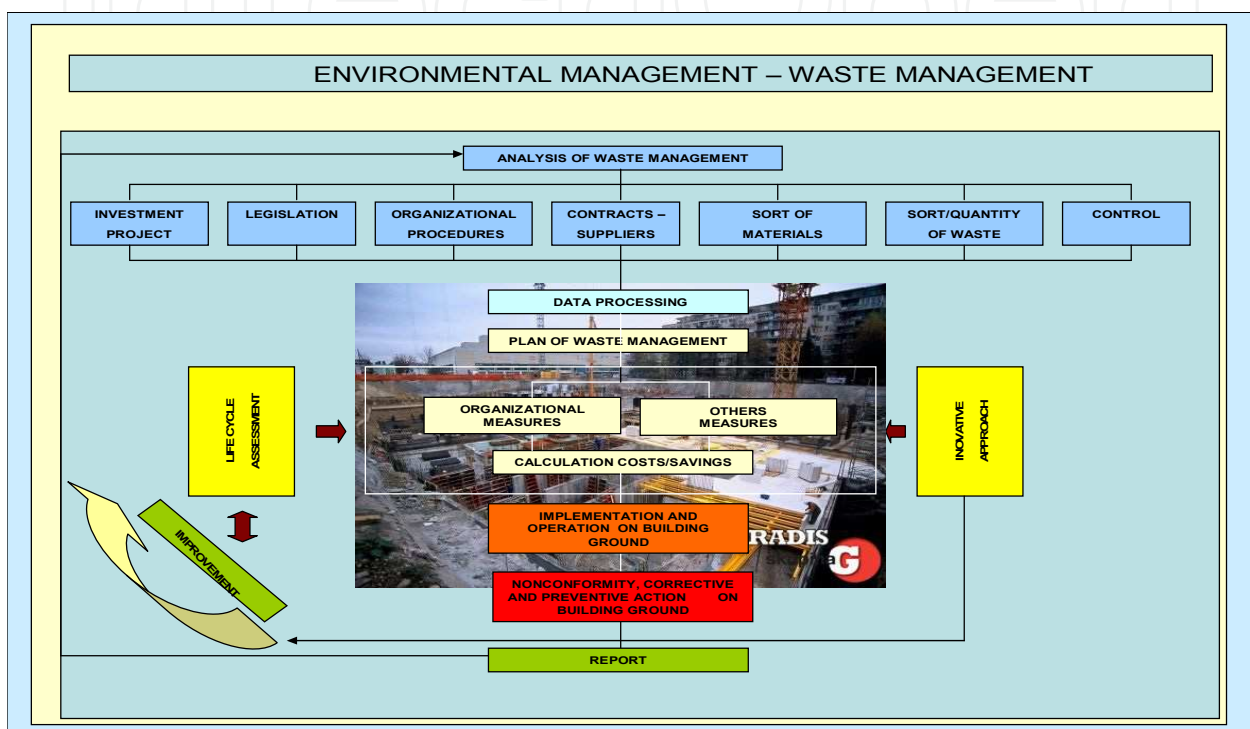 ENVIRONMENTAL MANAGEMENT – WASTE MANAGEMENT
ANALYSIS OF WASTE MANAGEMENT
INVESTMENT
PROJECT
LEGISLATION
ORGANIZATIONAL
PROCEDURES
CONTRACTS –
SUPPLIERS
SORT OF
MATERIALS
SORT/QUANTITY
OF WASTE
CONTROL
DATA PROCESSING
PLAN OF WASTE MANAGEMENT
LIFE CYCLE
ASSESSMENT
ORGANIZATIONAL
MEASURES
OTHERS
MEASURES
INOVATIVE
APPROACH
CALCULATION COSTS/SAVINGS
IMPLEMENTATION AND
OPERATION ON BUILDING
GROUND
RADIS
G
IMPROVEMENT
NONCONFORMITY, CORRECTIVE
AND PREVENTIVE ACTION ON
BUILDING GROUND
REPORT